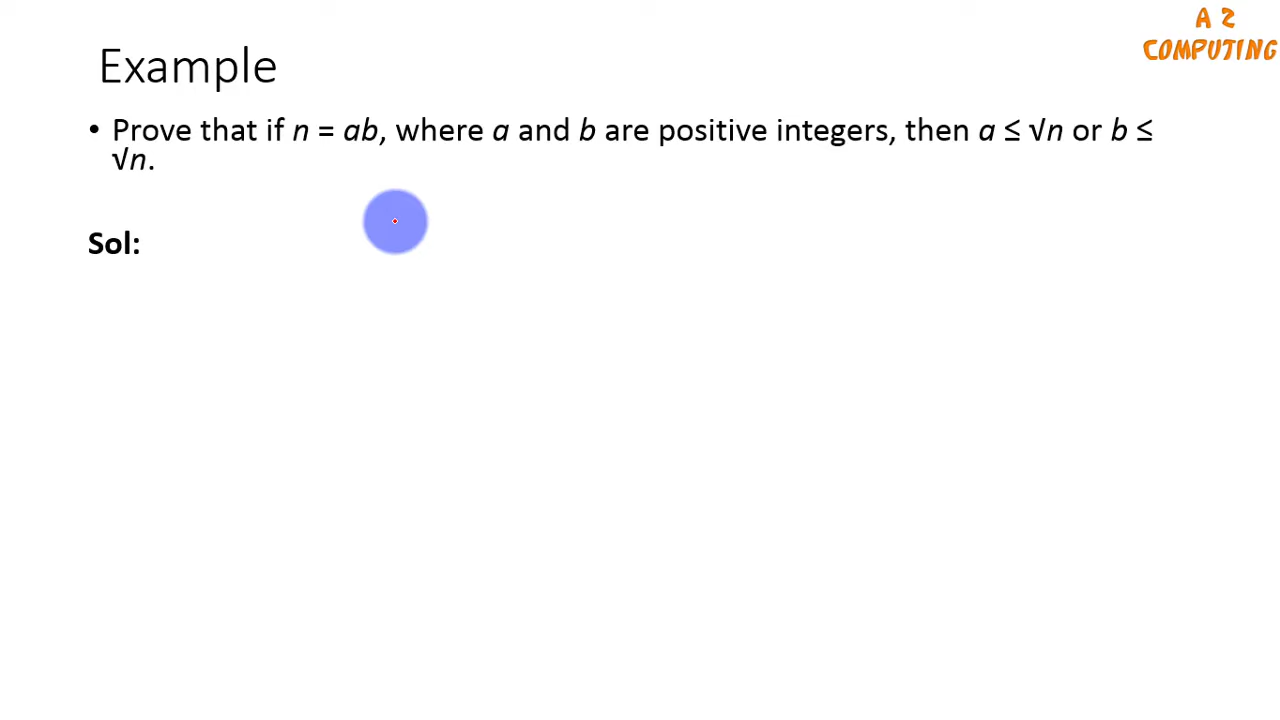 A Z
COMPUTING
Example
• Prove that if n = ab, where a and b are positive integers, then a ≤ √n or b ≤
√n.
Sol: